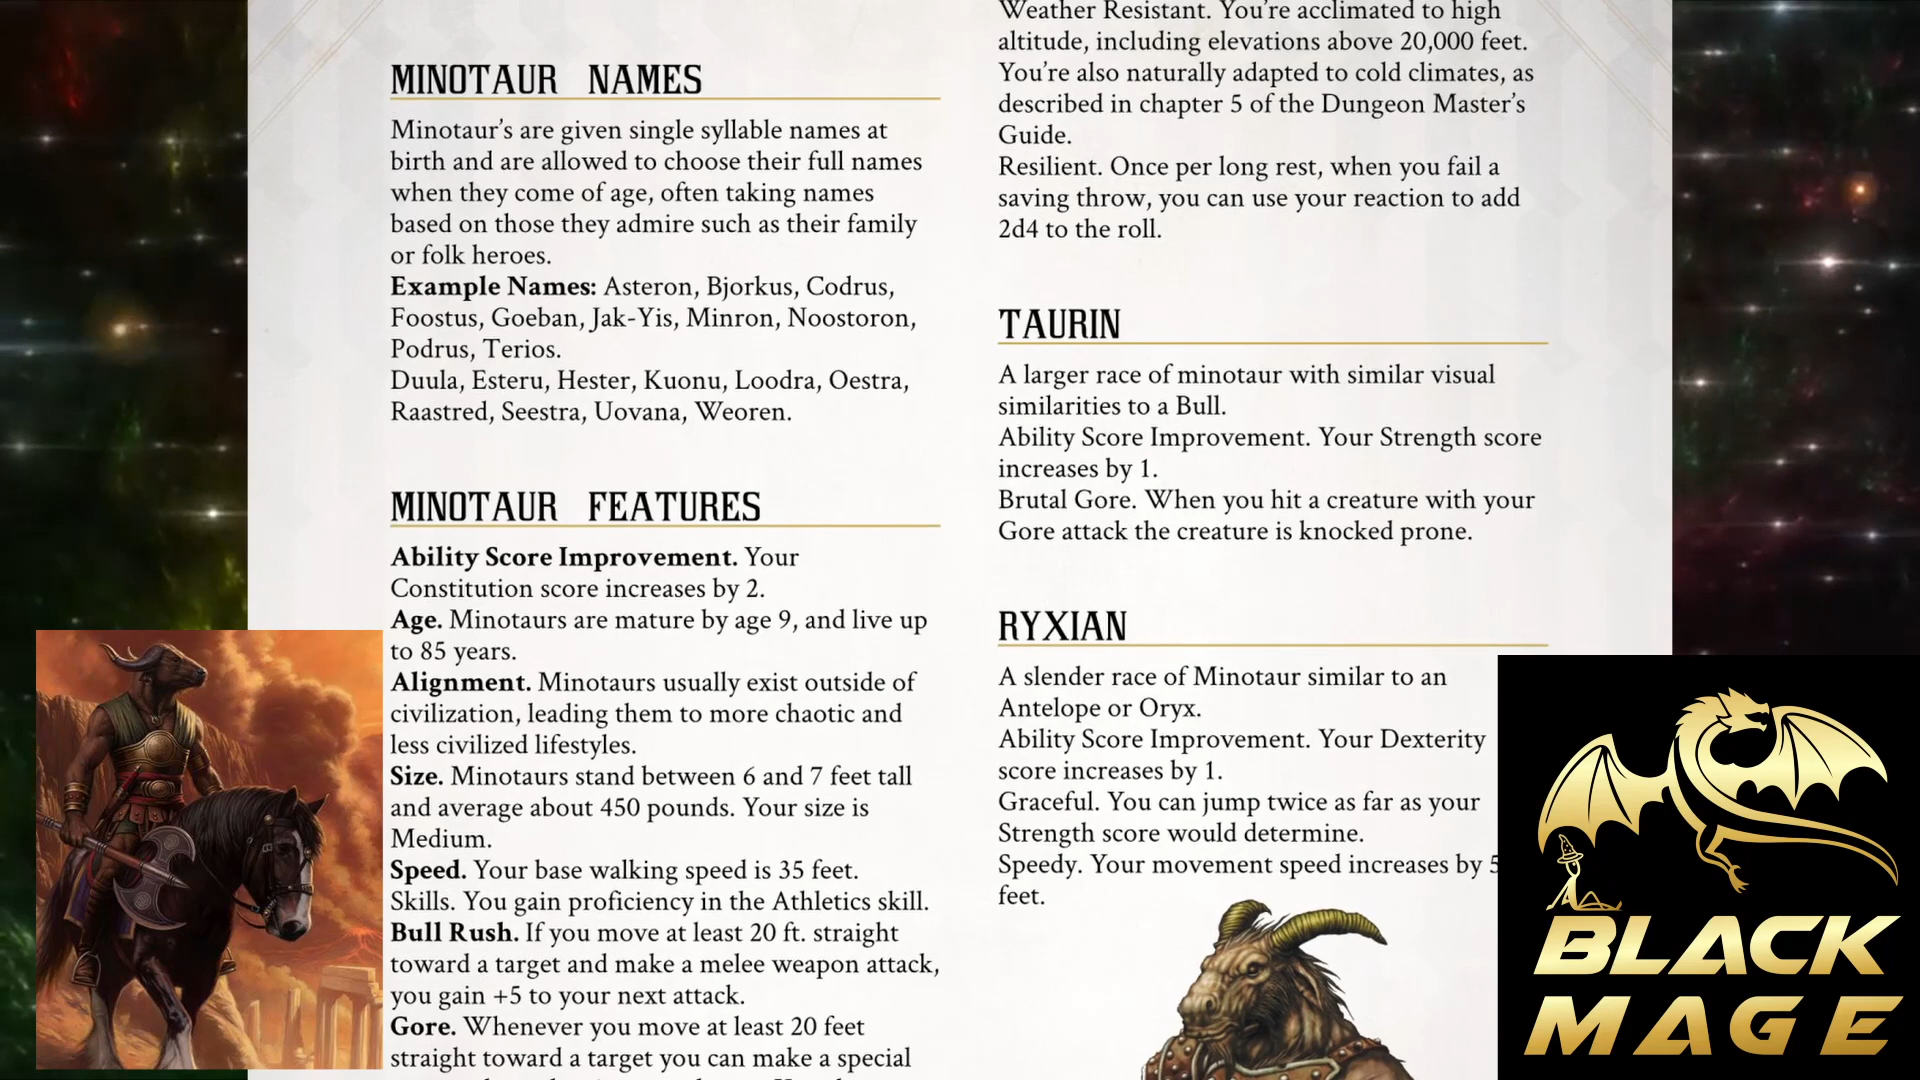 MINOTAUR NAMES
Minotaur’s are given single syllable names at
birth and are allowed to choose their full names
when they come of age, often taking names
based on those they admire such as their family
or folk heroes.
Example Names: Asteron, Bjorkus, Codrus,
Foostus, Goeban, Jak-Yis, Minron, Noostoron,
Podrus, Terios.
Duula, Esteru, Hester, Kuonu, Loodra, Oestra,
Raastred, Seestra, Uovana, Weoren.
MINOTAUR FEATURES
Ability Score Improvement. Your
Constitution score increases by 2.
Age. Minotaurs are mature by age 9, and live up
to 85 years.
Alignment. Minotaurs usually exist outside of
civilization, leading them to more chaotic and
less civilized lifestyles.
Size. Minotaurs stand between 6 and 7 feet tall
and average about 450 pounds. Your size is
Medium.
Speed. Your base walking speed is 35 feet.
Skills. You gain proficiency in the Athletics skill.
Bull Rush. If you move at least 20 ft. straight
toward a target and make a melee weapon attack,
you gain +5 to your next attack.
Gore. Whenever you move at least 20 feet
straight toward a target you can make a special
Weather Resistant. You’re acclimated to high
altitude, including elevations above 20,000 feet.
You’re also naturally adapted to cold climates, as
described in chapter 5 of the Dungeon Master’s
Guide.
Resilient. Once per long rest, when you fail a
saving throw, you can use your reaction to add
2d4 to the roll.
TAURIN
A larger race of minotaur with similar visual
similarities to a Bull.
Ability Score Improvement. Your Strength score
increases by 1.
Brutal Gore. When you hit a creature with your
Gore attack the creature is knocked prone.
RYXIAN
A slender race of Minotaur similar to an
Antelope or Oryx.
Ability Score Improvement. Your Dexterity
score increases by 1.
Graceful. You can jump twice as far as your
Strength score would determine.
Speedy. Your movement speed increases by 5
feet.
BLACK
MAGE